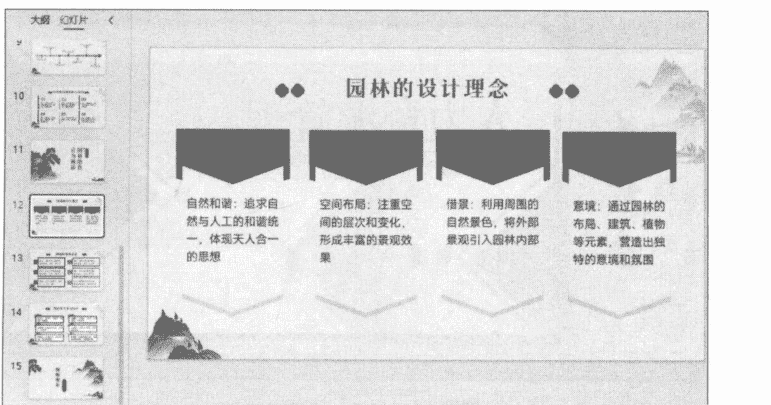 大纲 幻灯片
9
10
11
12
13
14
15
园林的设计理念
自然和谐：追求自
然与人工的和谐统
一，体现天人合一
的思想
空间布局：注重空
间的层次和变化，
形成丰富的景观效
果
借景：利用周围的
自然景色，将外部
景观引入园林内部
意境：通过园林的
布局、建筑、植物
等元素，营造出独
特的意境和氛围